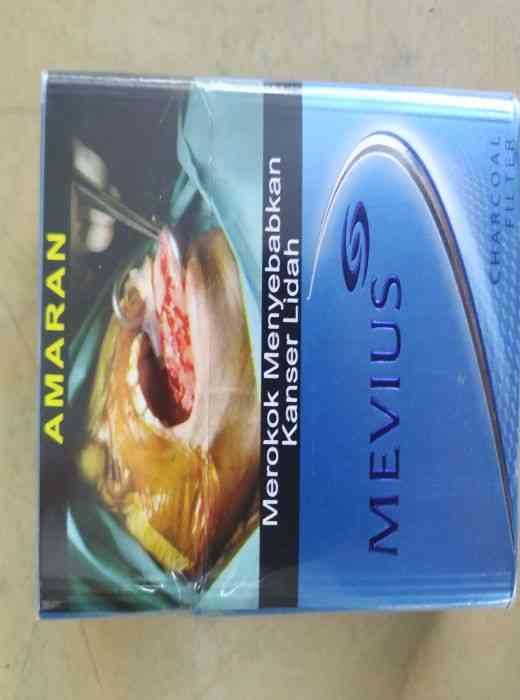 AMARAN
Merokok Menyebabkan
Kanser Lidah
MEVIUS
CHARCOAL
FILTER